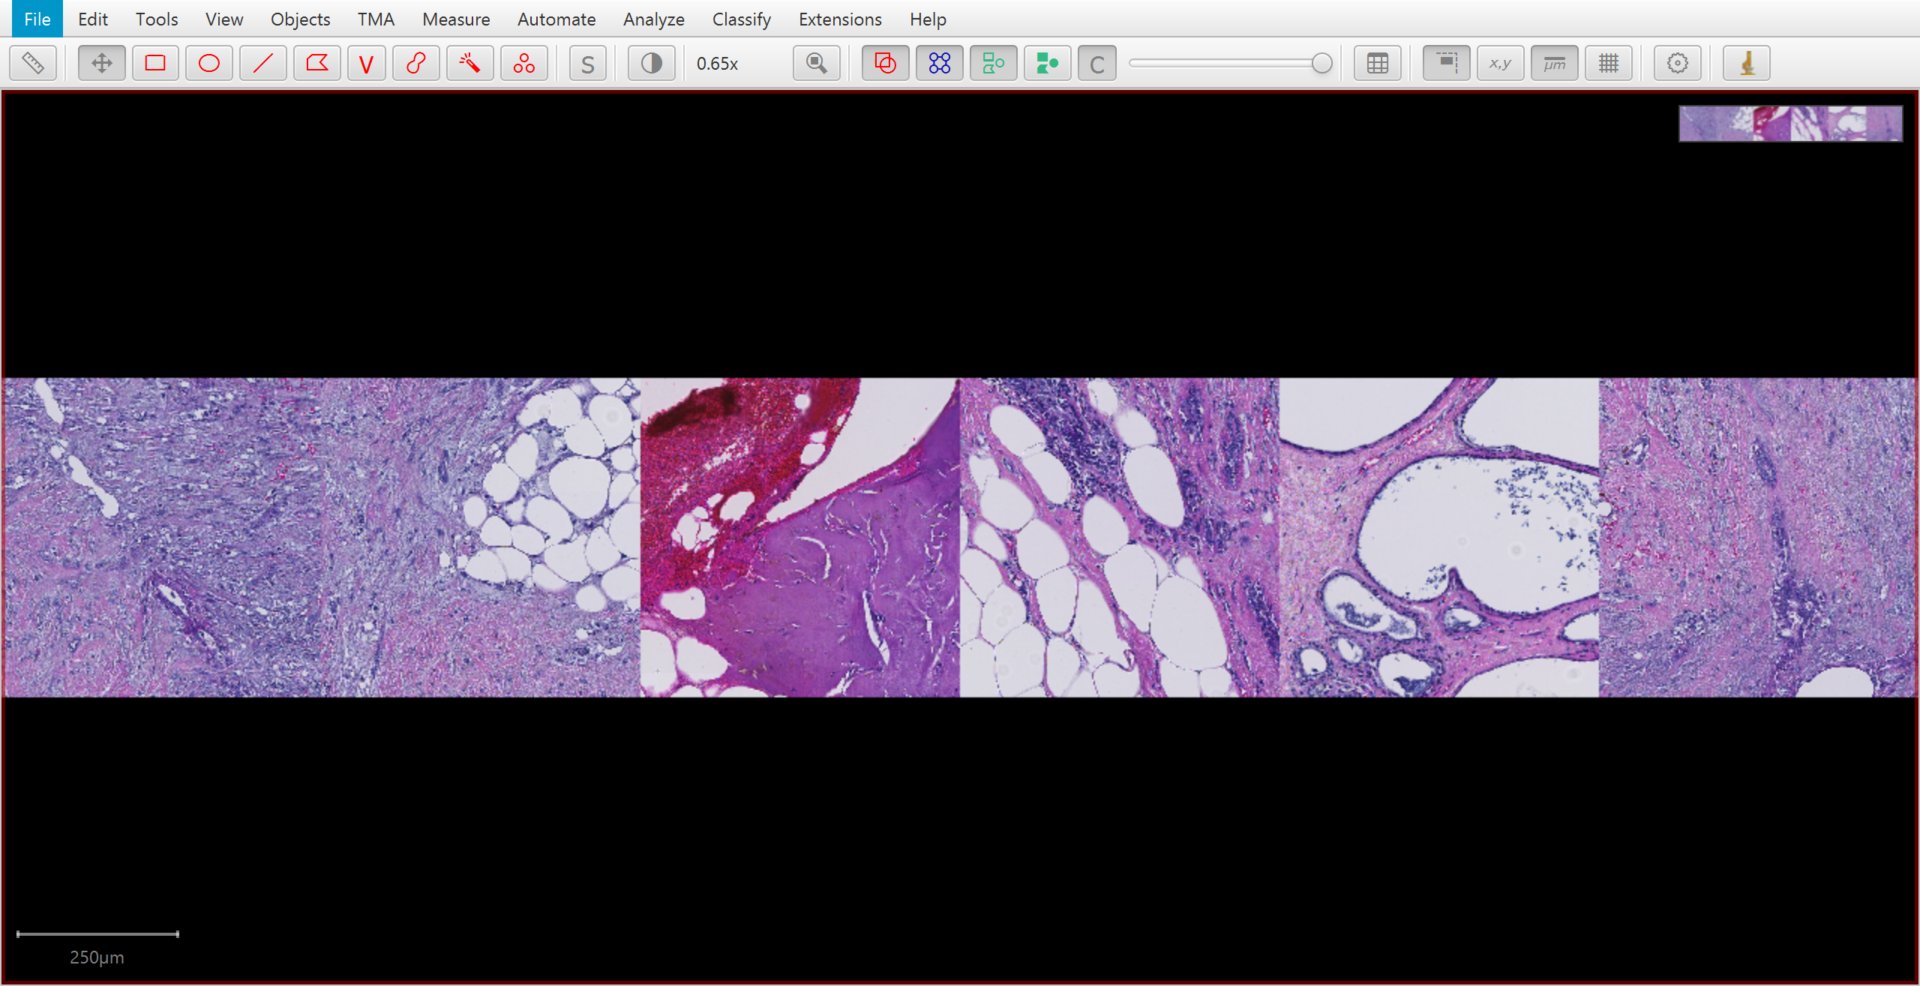 File Edit Tools View Objects TMA Measure Automate Analyze Classify Extensions Help
V S 0.65x C x,y µm
250µm